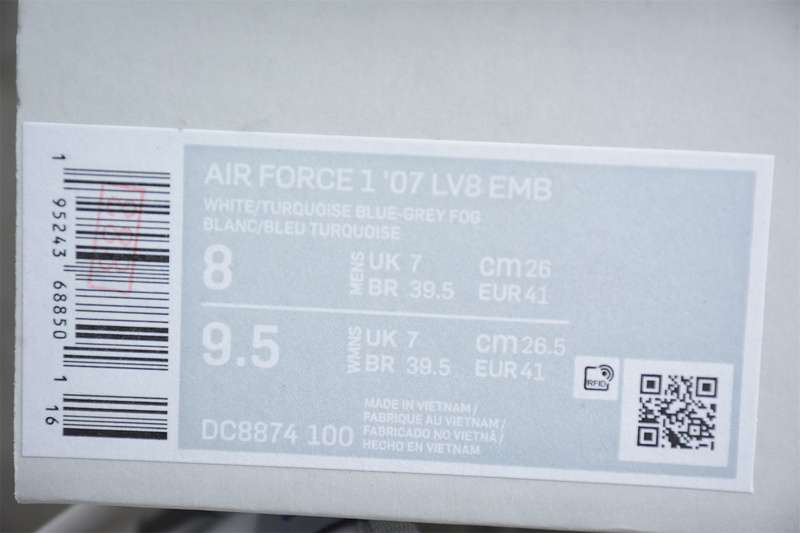 AIR FORCE 1 '07 LV8 EMB
WHITE/TURQUOISE BLUE-GREY FOG
BLANC/BLEU TURQUOISE
8 MENS UK 7 cm 26
BR 39.5 EUR 41
9.5 WMNS UK 7 cm 26.5
BR 39.5 EUR 41
DC8874 100
MADE IN VIETNAM/
FABRIQUE AU VIETNAM/
FABRICADO NO VIETNÃ/
HECHO EN VIETNAM
RFID
1 95243 68850 1 16